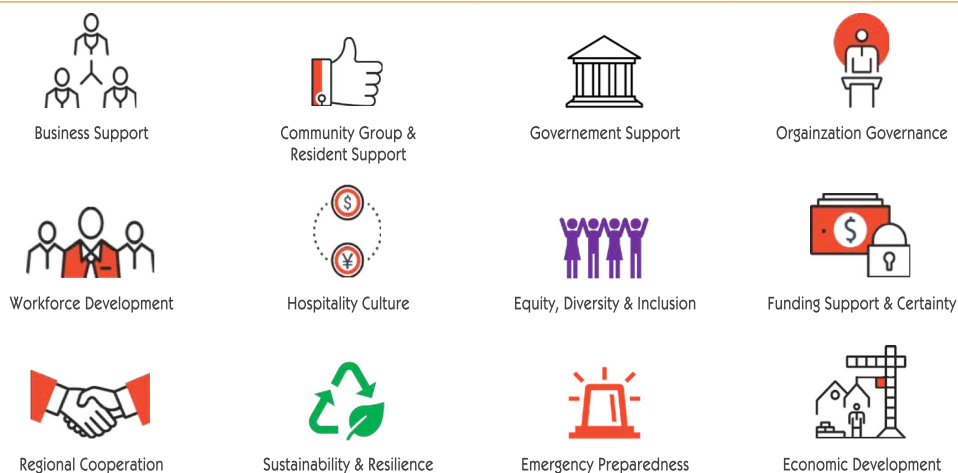 Business Support
Community Group &
Resident Support
Governement Support
Orgainzation Governance
Workforce Development
$
¥
Hospitality Culture
Equity, Diversity & Inclusion
$
Funding Support & Certainty
Regional Cooperation
Sustainability & Resilience
Emergency Preparedness
Economic Development